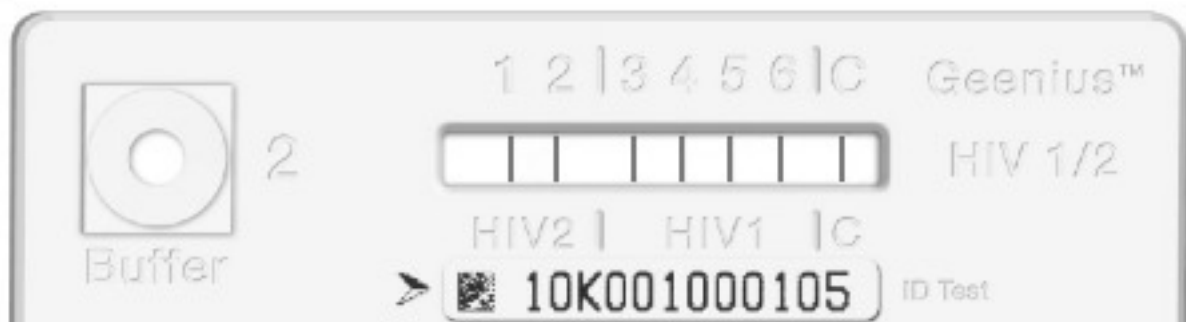 1 2 | 3 4 5 6 | C Geenius™
2 HIV 1/2
HIV2 | HIV1 | C
Buffer
10K001000105 ID Test